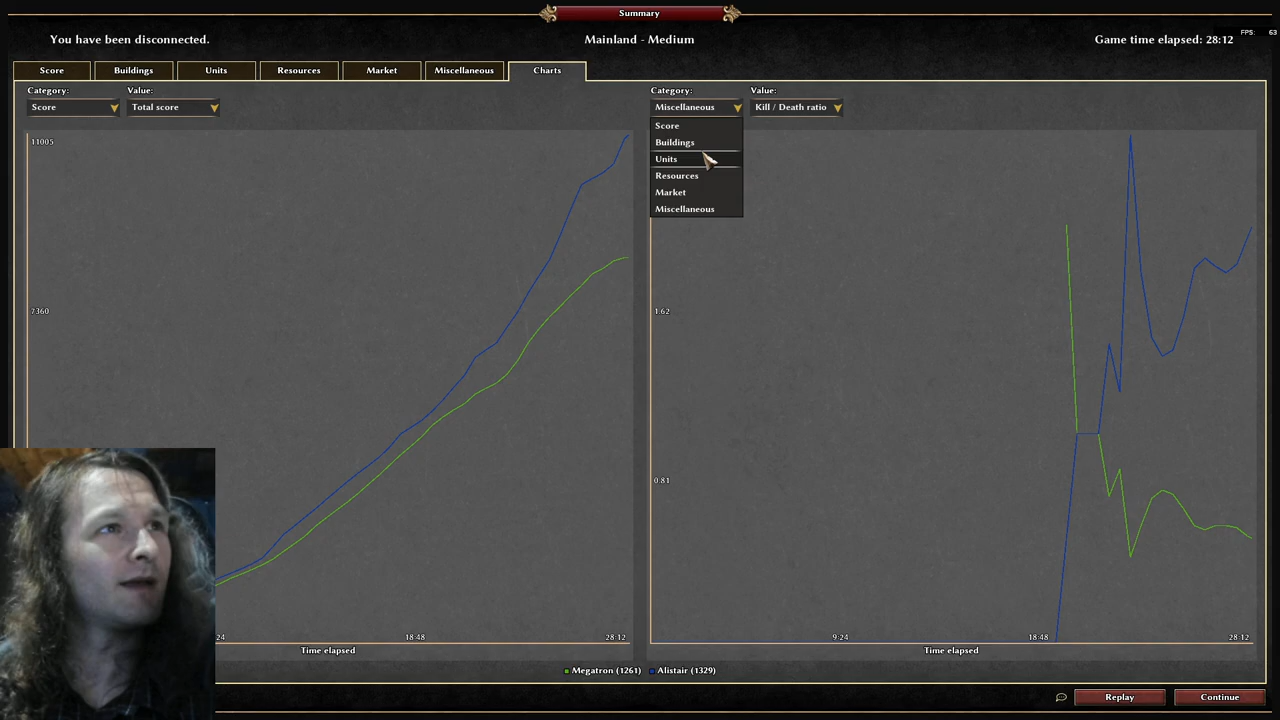 Summary
You have been disconnected.
Mainland - Medium
Game time elapsed: 28:12
FPS: 63
Score
Buildings
Units
Resources
Market
Miscellaneous
Charts
Category:
Value:
Score
Total score
11005
7360
24
18:48
28:12
Time elapsed
Category:
Value:
Miscellaneous
Kill / Death ratio
Score
Buildings
Units
Resources
Market
Miscellaneous
1.62
0.81
9:24
18:48
28:12
Time elapsed
Megatron (1261)
Alistair (1329)
Replay
Continue